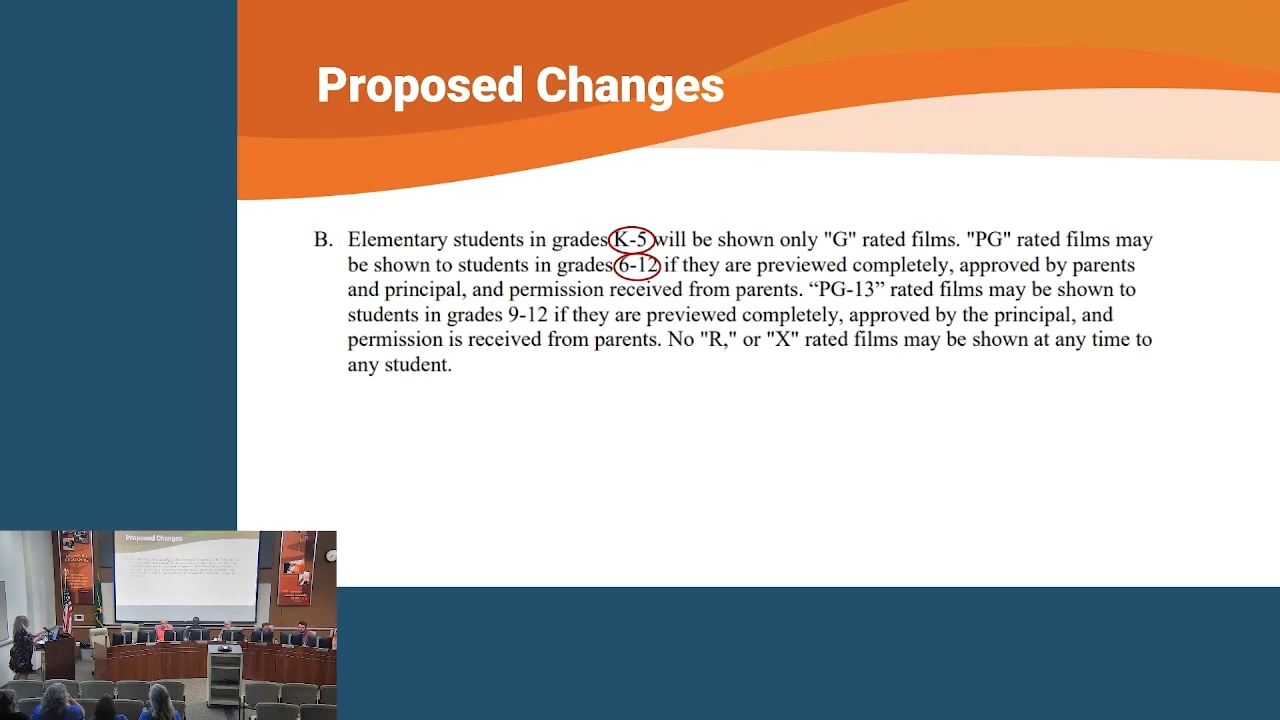 Proposed Changes
B. Elementary students in grades K-5 will be shown only "G" rated films. "PG" rated films may
be shown to students in grades 6-12 if they are previewed completely, approved by parents
and principal, and permission received from parents. “PG-13” rated films may be shown to
students in grades 9-12 if they are previewed completely, approved by the principal, and
permission is received from parents. No "R," or "X" rated films may be shown at any time to
any student.
Proposed Changes